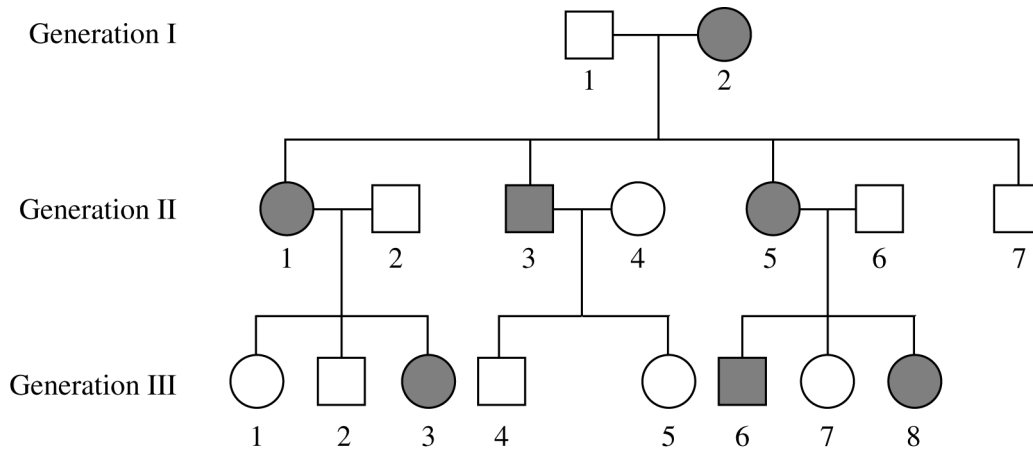 Generation I
1 2
Generation II
1 2 3 4 5 6 7
Generation III
1 2 3 4 5 6 7 8